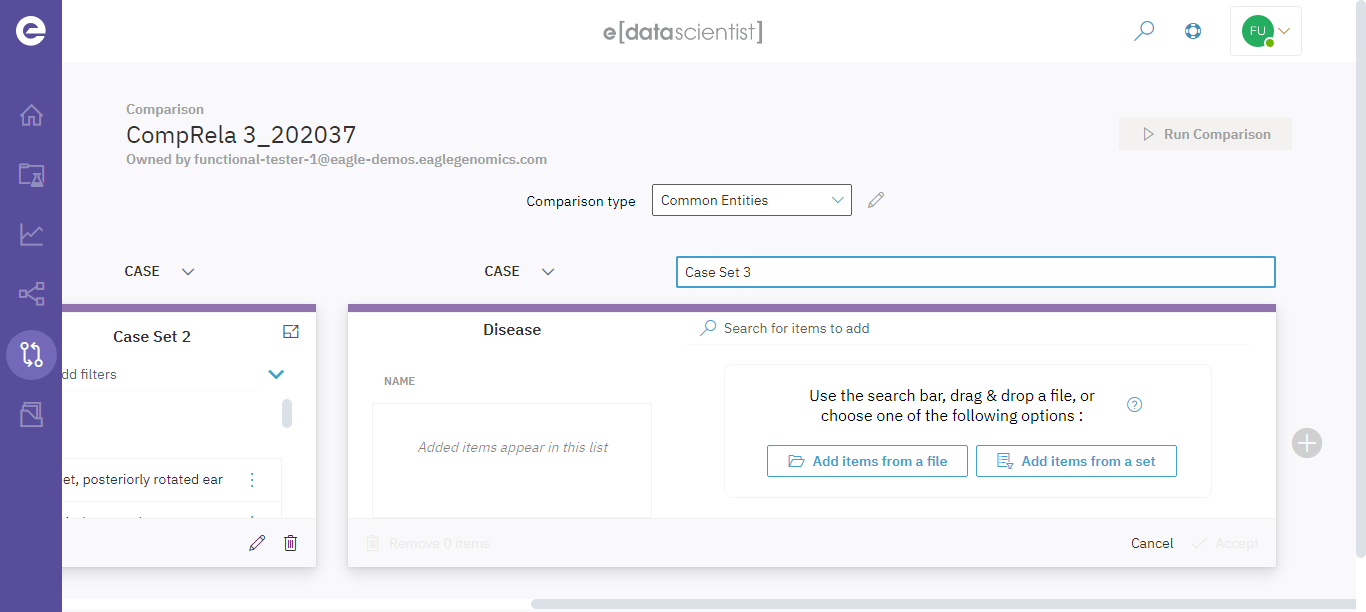 e[datascientist]
FU
Comparison
CompRela 3_202037
Owned by functional-tester-1@eagle-demos.eaglegenomics.com
Run Comparison
Comparison type
Common Entities
CASE
CASE
Case Set 3
Case Set 2
dd filters
et, posteriorly rotated ear
Disease
Search for items to add
NAME
Added items appear in this list
Use the search bar, drag & drop a file, or
choose one of the following options :
Add items from a file
Add items from a set
Remove 0 items
Cancel
Accept